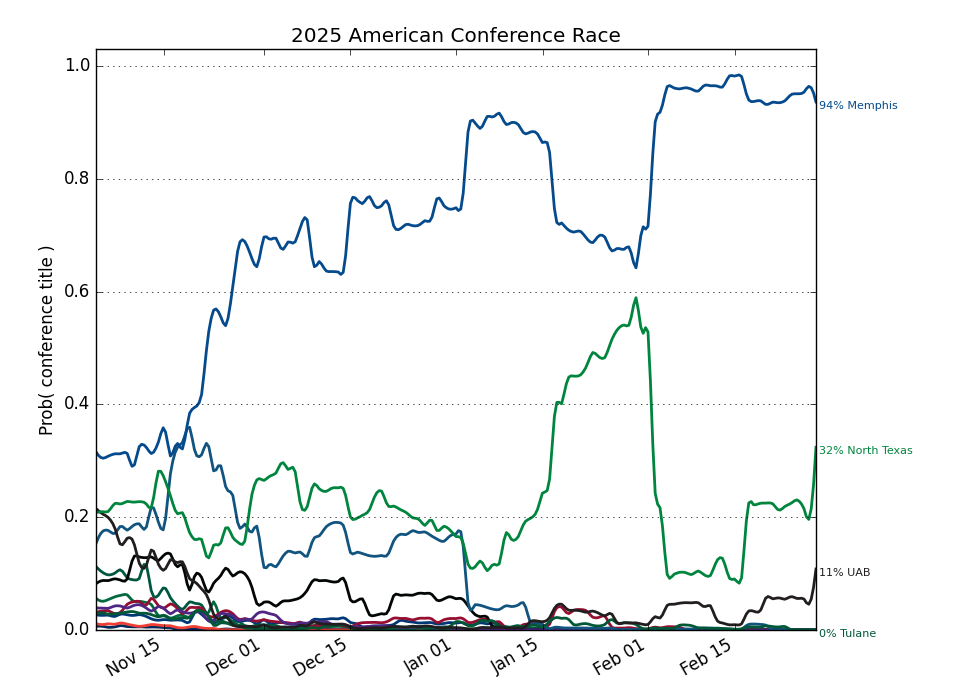 2025 American Conference Race
Prob( conference title )
1.0
0.8
0.6
0.4
0.2
0.0
94% Memphis
32% North Texas
11% UAB
0% Tulane
Nov 15
Dec 01
Dec 15
Jan 01
Jan 15
Feb 01
Feb 15